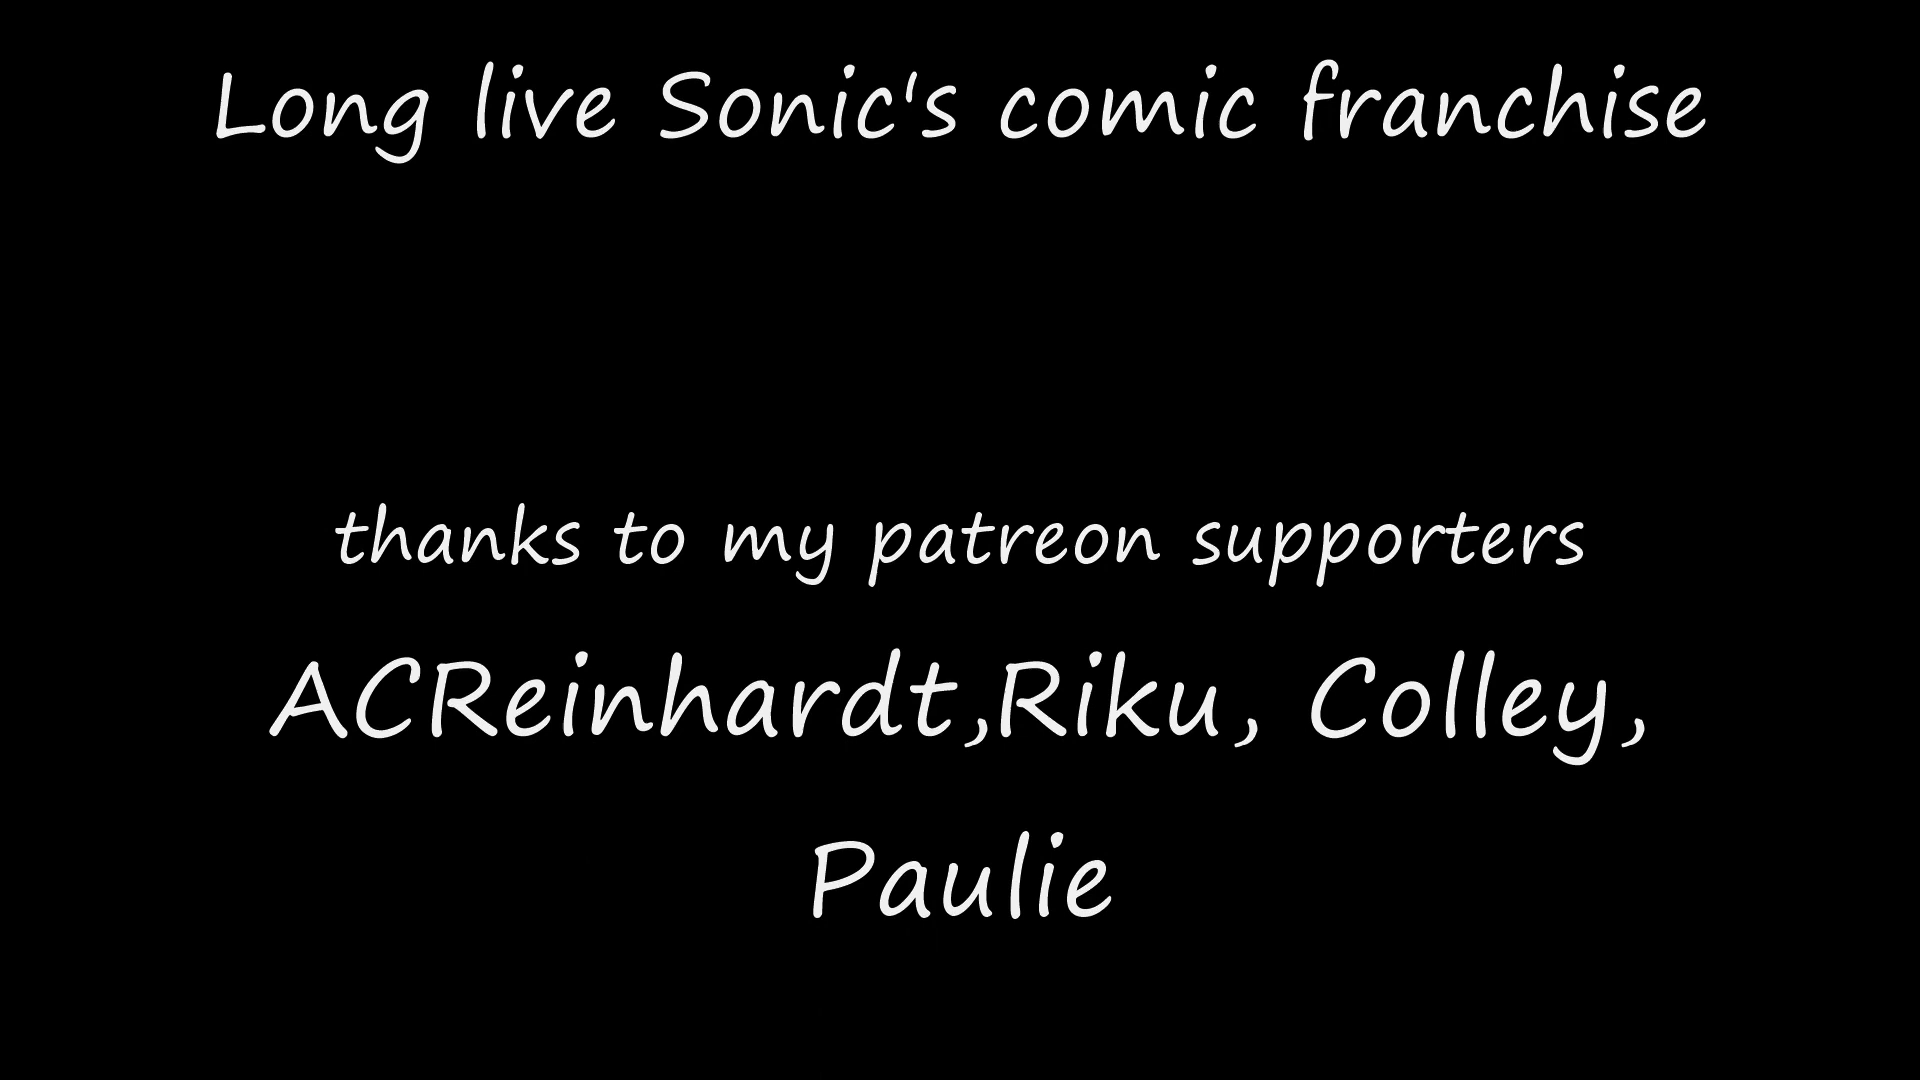 Long live Sonic's comic franchise
thanks to my patreon supporters
ACReinhardt,Riku, Colley,
Paulie